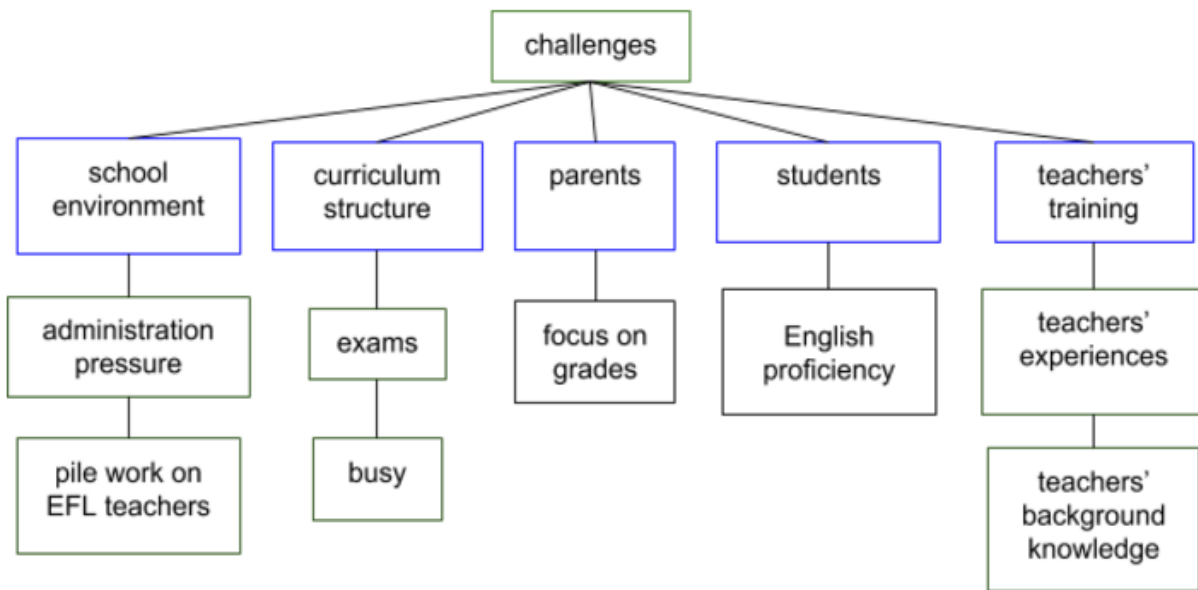 challenges
school
environment
curriculum
structure
parents
students
teachers'
training
administration
pressure
exams
focus on
grades
English
proficiency
teachers'
experiences
pile work on
EFL teachers
busy
teachers'
background
knowledge